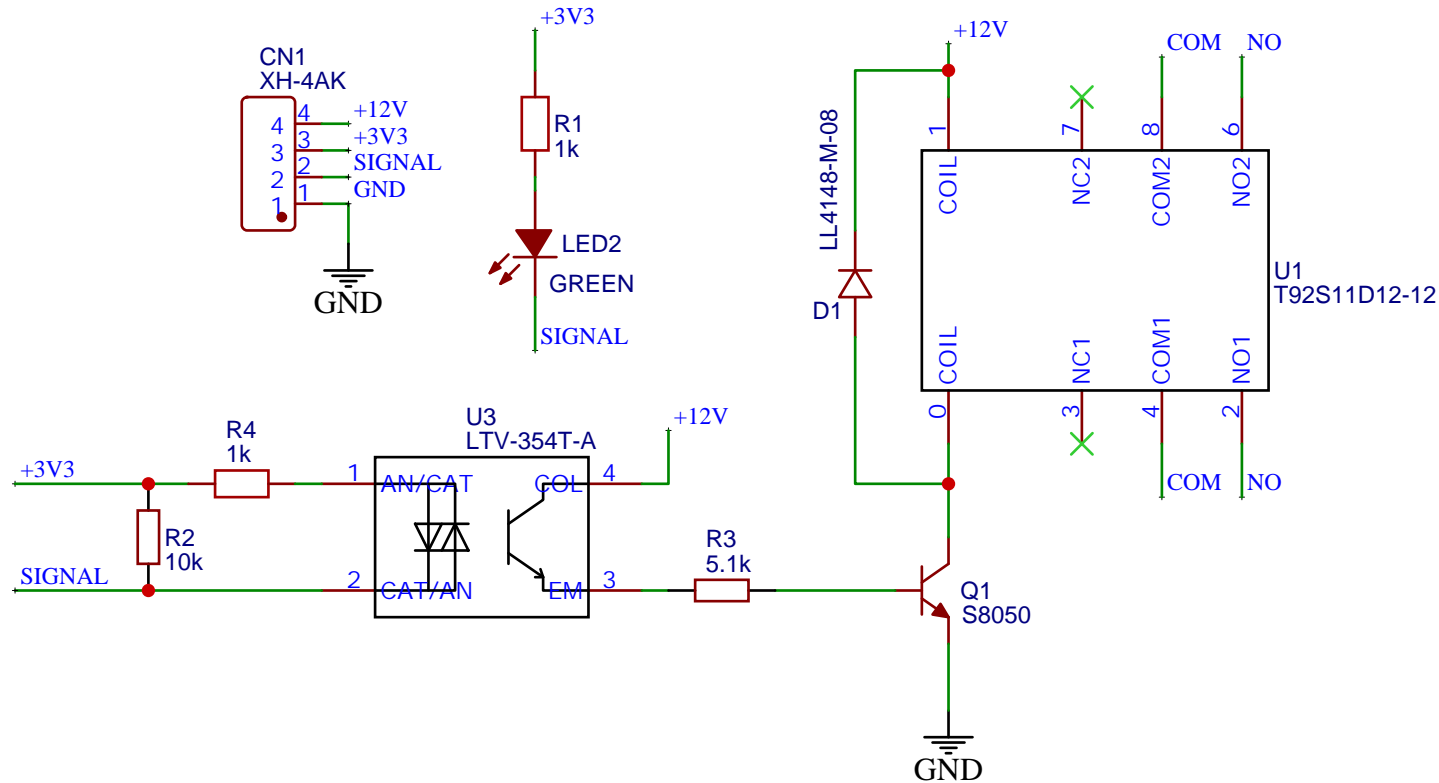 CN1
XH-4AK
4
4
+12V
3
3
+3V3
2
2
SIGNAL
1
1
GND
GND
+3V3
R1
1k
LED2
GREEN
SIGNAL
+12V
LL4148-M-08
D1
COM
NO
1
7
8
6
COIL
NC2
COM2
NO2
U1
T92S11D12-12
COIL
NC1
COM1
NO1
0
3
4
2
COM
NO
+3V3
R4
1k
R2
10k
SIGNAL
U3
LTV-354T-A
+12V
1
AN/CAT
COL
4
2
CAT/AN
EM
3
R3
5.1k
Q1
S8050
GND